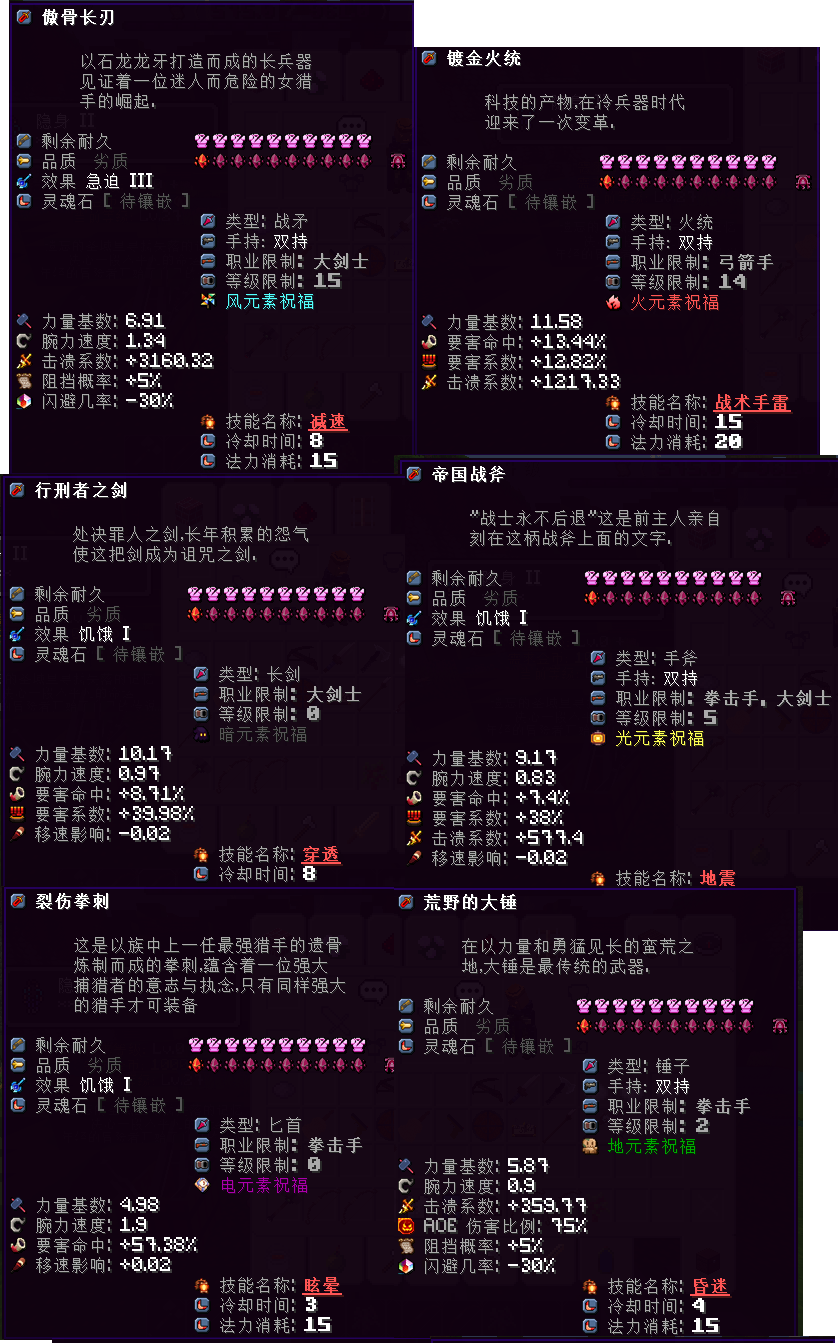 傲骨长刃
以石龙龙牙打造而成的长兵器
见证着一位迷人而危险的女猎
手的崛起.
剩余耐久
品质 劣质
效果 急迫 III
灵魂石 [ 待镶嵌 ]
类型: 战矛
手持: 双持
职业限制: 大剑士
等级限制: 15
风元素祝福
力量基数: 6.91
腕力速度: 1.34
击溃系数: +3160.32
阻挡概率: +5%
闪避几率: -30%
技能名称: 减速
冷却时间: 8
法力消耗: 15
镀金火统
科技的产物,在冷兵器时代
迎来了一次变革.
剩余耐久
品质 劣质
灵魂石 [ 待镶嵌 ]
类型: 火统
手持: 双持
职业限制: 弓箭手
等级限制: 14
火元素祝福
力量基数: 11.58
要害命中: +13.44%
要害系数: +12.82%
击溃系数: +1217.33
技能名称: 战术手雷
冷却时间: 15
法力消耗: 20
行刑者之剑
处决罪人之剑,长年积累的怨气
使这把剑成为诅咒之剑.
剩余耐久
品质 劣质
效果 饥饿 I
灵魂石 [ 待镶嵌 ]
类型: 长剑
职业限制: 大剑士
等级限制: 0
暗元素祝福
力量基数: 10.17
腕力速度: 0.97
要害命中: +8.71%
要害系数: +39.98%
移速影响: -0.02
技能名称: 穿透
冷却时间: 8
帝国战斧
"战士永不后退"这是前主人亲自
刻在这柄战斧上面的文字.
剩余耐久
品质 劣质
效果 饥饿 I
灵魂石 [ 待镶嵌 ]
类型: 手斧
手持: 双持
职业限制: 拳击手, 大剑士
等级限制: 5
光元素祝福
力量基数: 9.17
腕力速度: 0.83
要害命中: +7.4%
要害系数: +38%
击溃系数: +577.4
移速影响: -0.02
技能名称: 地震
裂伤拳刺
这是以族中上一任最强猎手的遗骨
炼制而成的拳刺,蕴含着一位强大
捕猎者的意志与执念,只有同样强大
的猎手才可装备
剩余耐久
品质 劣质
效果 饥饿 I
灵魂石 [ 待镶嵌 ]
类型: 匕首
职业限制: 拳击手
等级限制: 0
电元素祝福
力量基数: 4.98
腕力速度: 1.9
要害命中: +57.38%
移速影响: +0.02
技能名称: 眩晕
冷却时间: 3
法力消耗: 15
荒野的大锤
在以力量和勇猛见长的蛮荒之
地,大锤是最传统的武器.
剩余耐久
品质 劣质
灵魂石 [ 待镶嵌 ]
类型: 锤子
手持: 双持
职业限制: 拳击手
等级限制: 2
地元素祝福
力量基数: 5.87
腕力速度: 0.9
击溃系数: +359.77
AOE 伤害比例: 75%
阻挡概率: +5%
闪避几率: -30%
技能名称: 昏迷
冷却时间: 4
法力消耗: 15